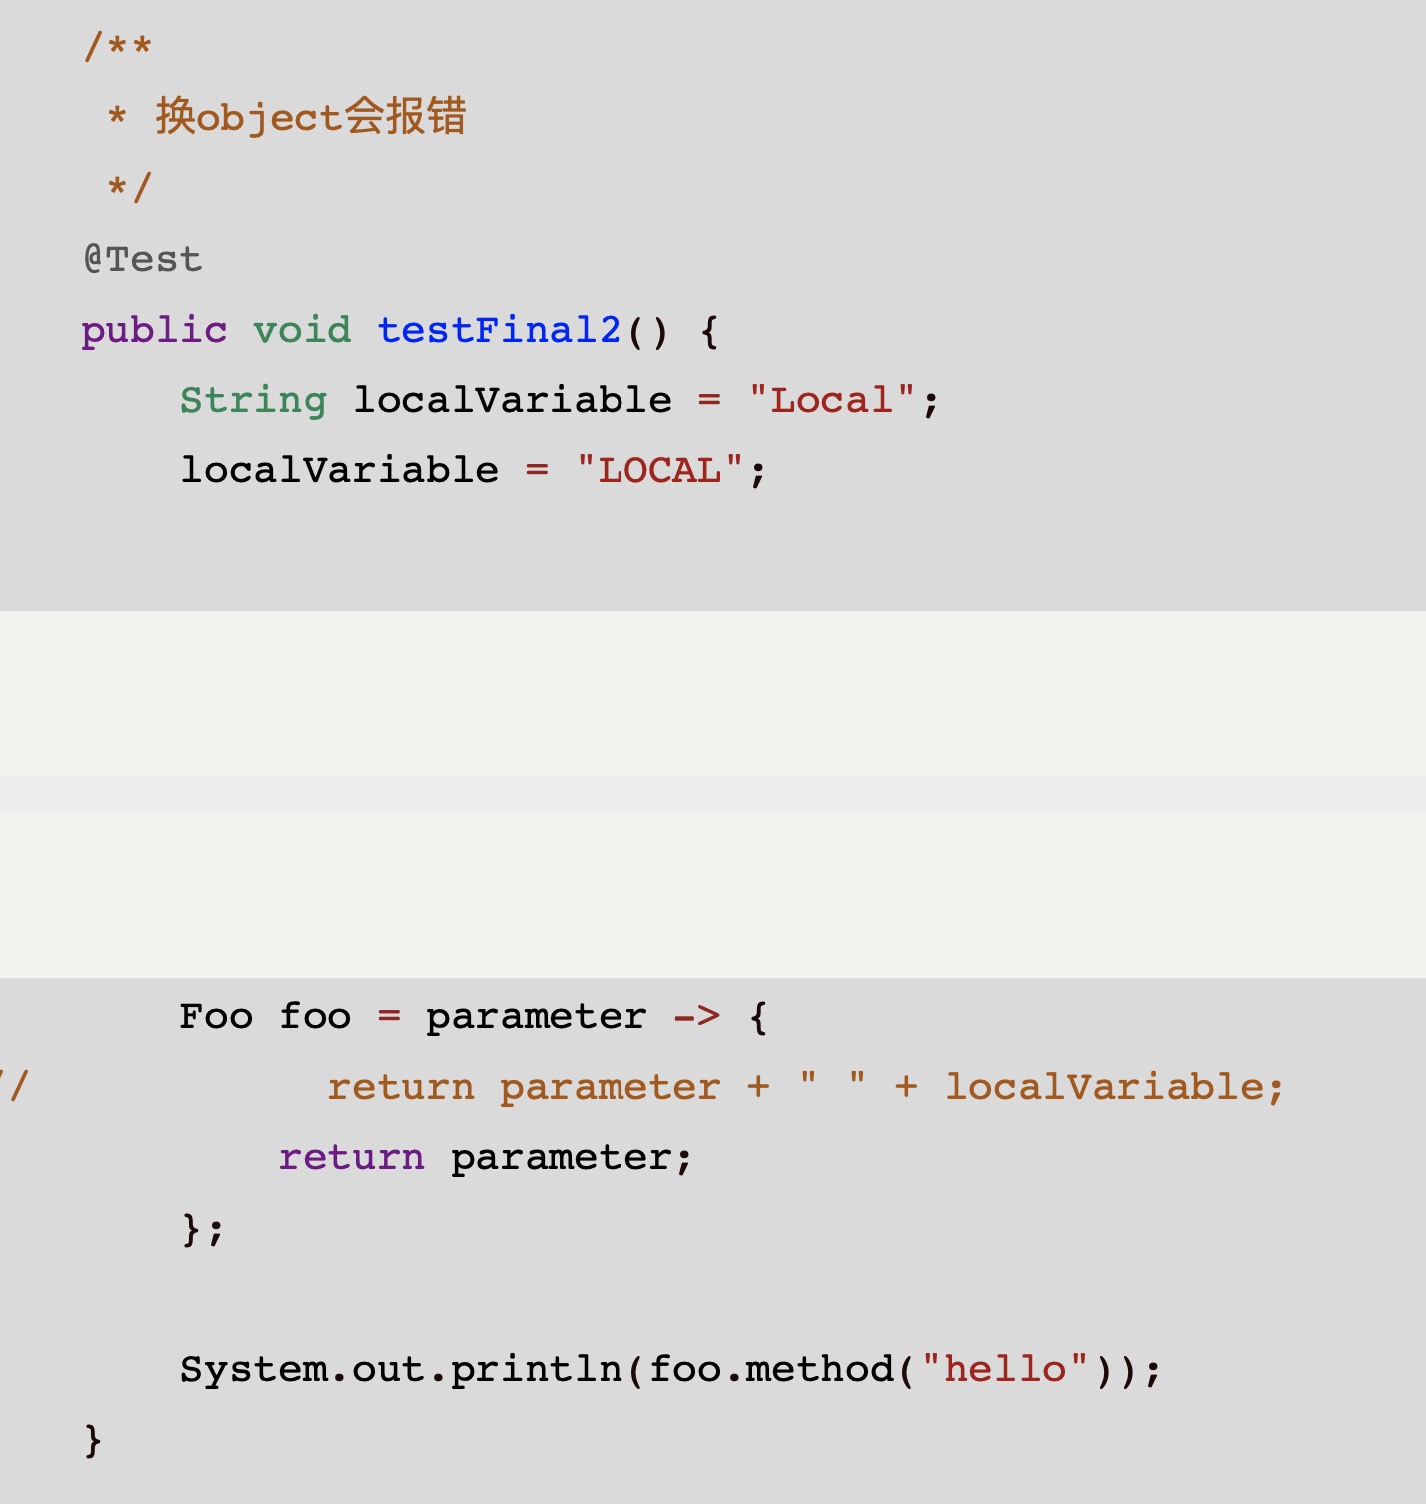 /**
 * 换object会报错
 */
@Test
public void testFinal2() {
    String localVariable = "Local";
    localVariable = "LOCAL";
    Foo foo = parameter -> {
//            return parameter + " " + localVariable;
        return parameter;
    };
    System.out.println(foo.method("hello"));
}